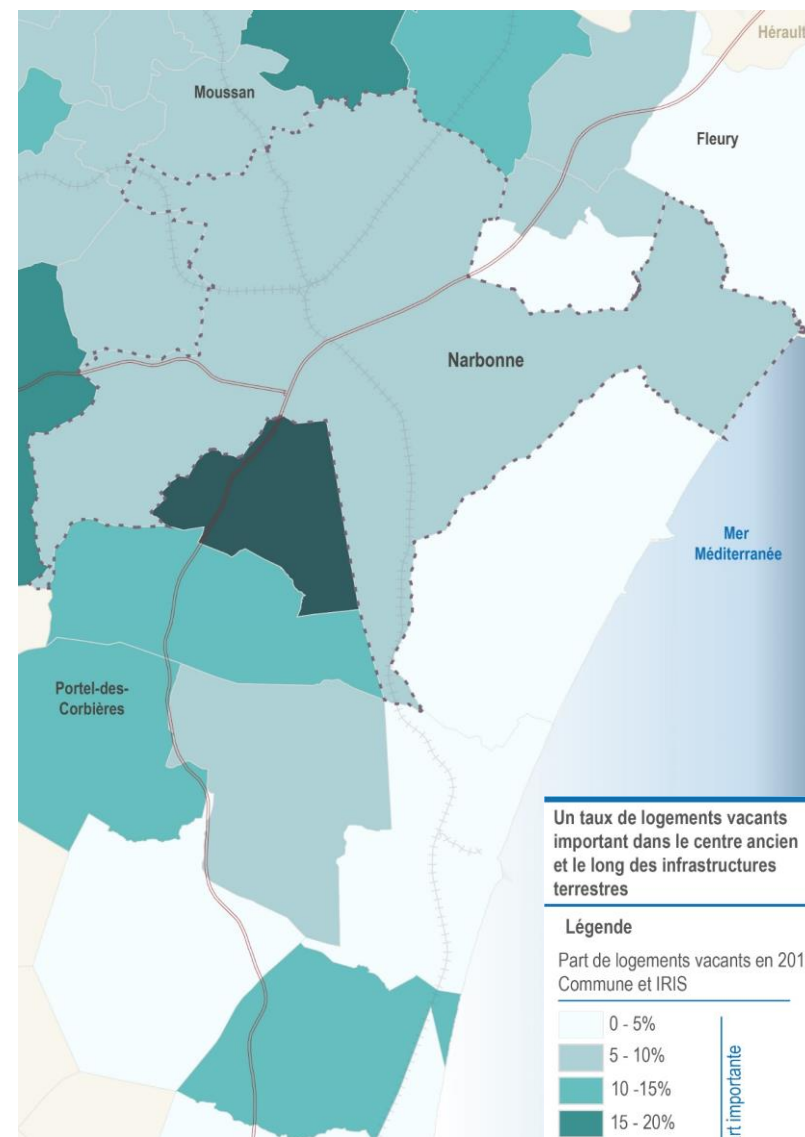 Hérault
Moussan
Fleury
Narbonne
Mer
Méditerranée
Portel-des-
Corbières
Un taux de logements vacants
important dans le centre ancien
et le long des infrastructures
terrestres
Légende
Part de logements vacants en 201
Commune et IRIS
0 - 5%
5 - 10%
10 -15%
15 - 20%
rt importante